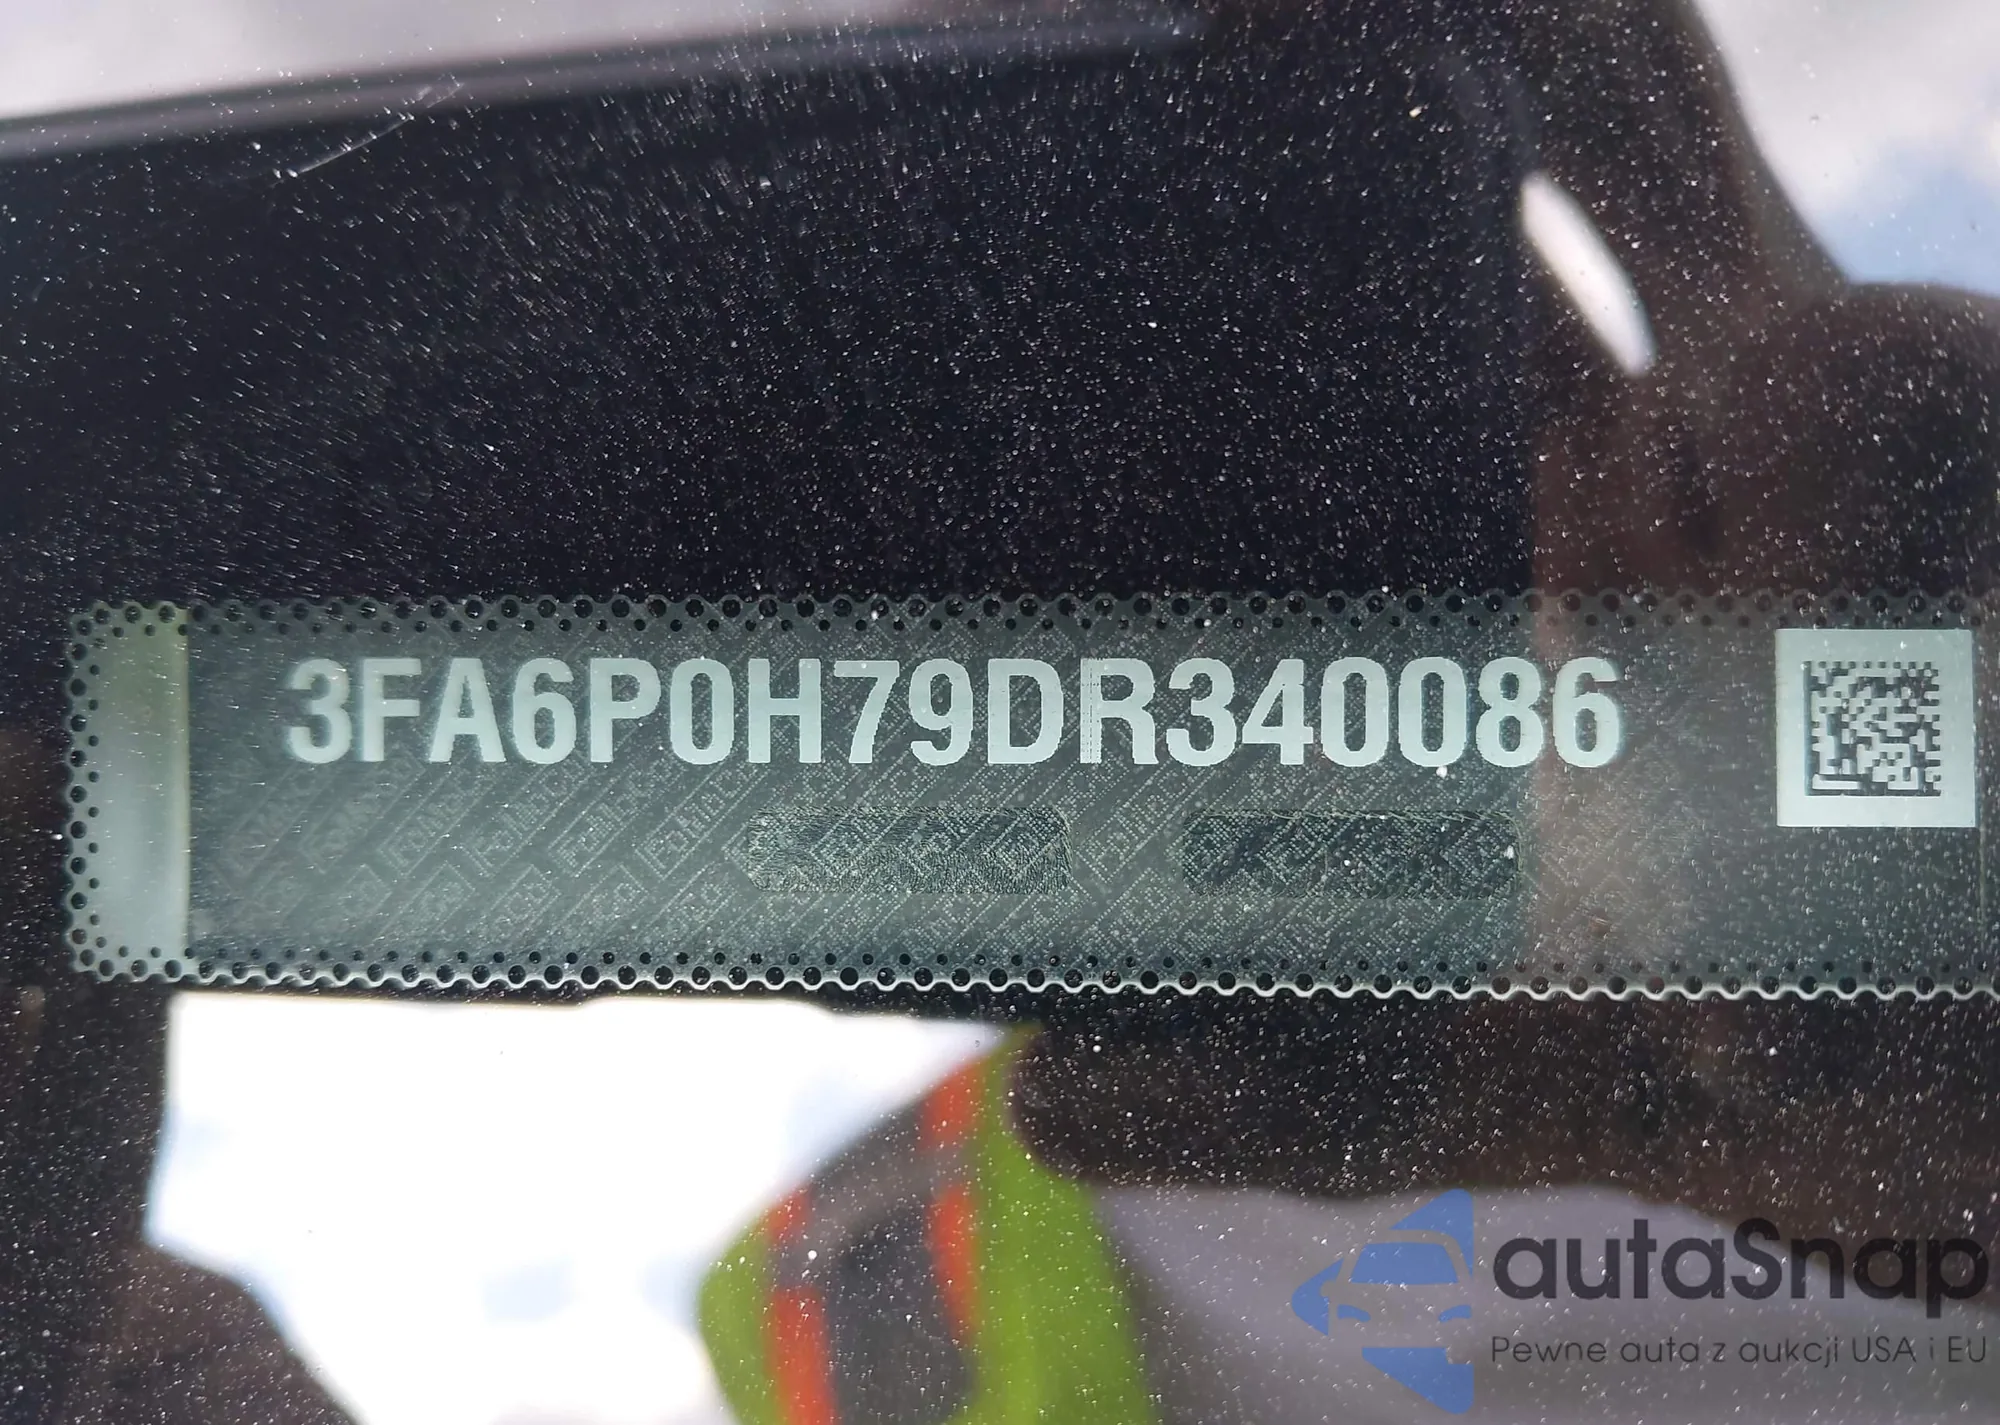 3FA6P0H79DR340086
autaSnap
Pewne auta z aukcji USA i EU